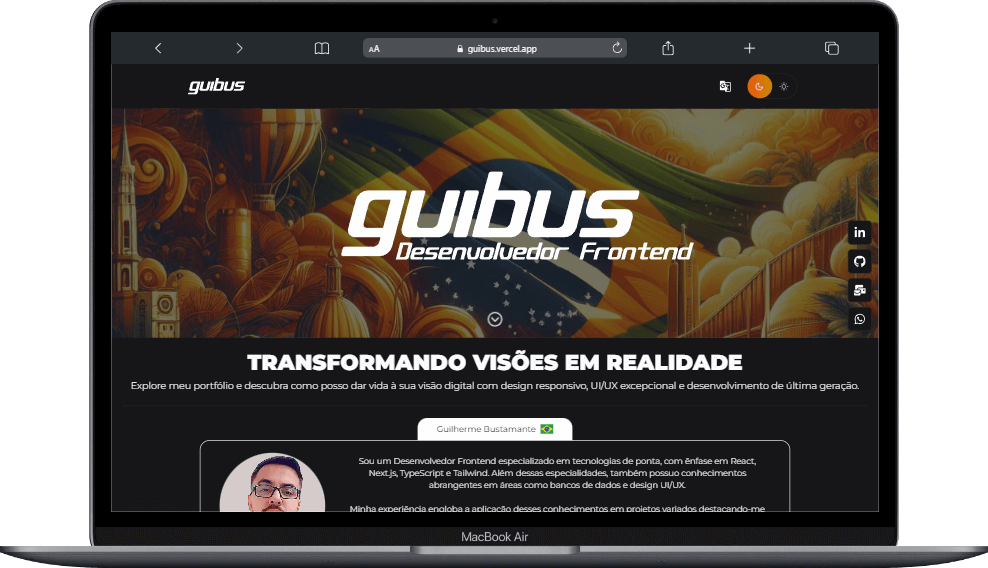 AA
guibus.vercel.app
guibus
guibus
Desenvolvedor Frontend
in
TRANSFORMANDO VISÕES EM REALIDADE
Explore meu portfólio e descubra como posso dar vida à sua visão digital com design responsivo, UI/UX excepcional e desenvolvimento de última geração.
Guilherme Bustamante
Sou um Desenvolvedor Frontend especializado em tecnologias de ponta, com ênfase em React,
Next.js, TypeScript e Tailwind. Além dessas especialidades, também possuo conhecimentos
abrangentes em áreas como bancos de dados e design UI/UX.
Minha experiência engloba a aplicação desses conhecimentos em projetos variados destacando-me
MacBook Air